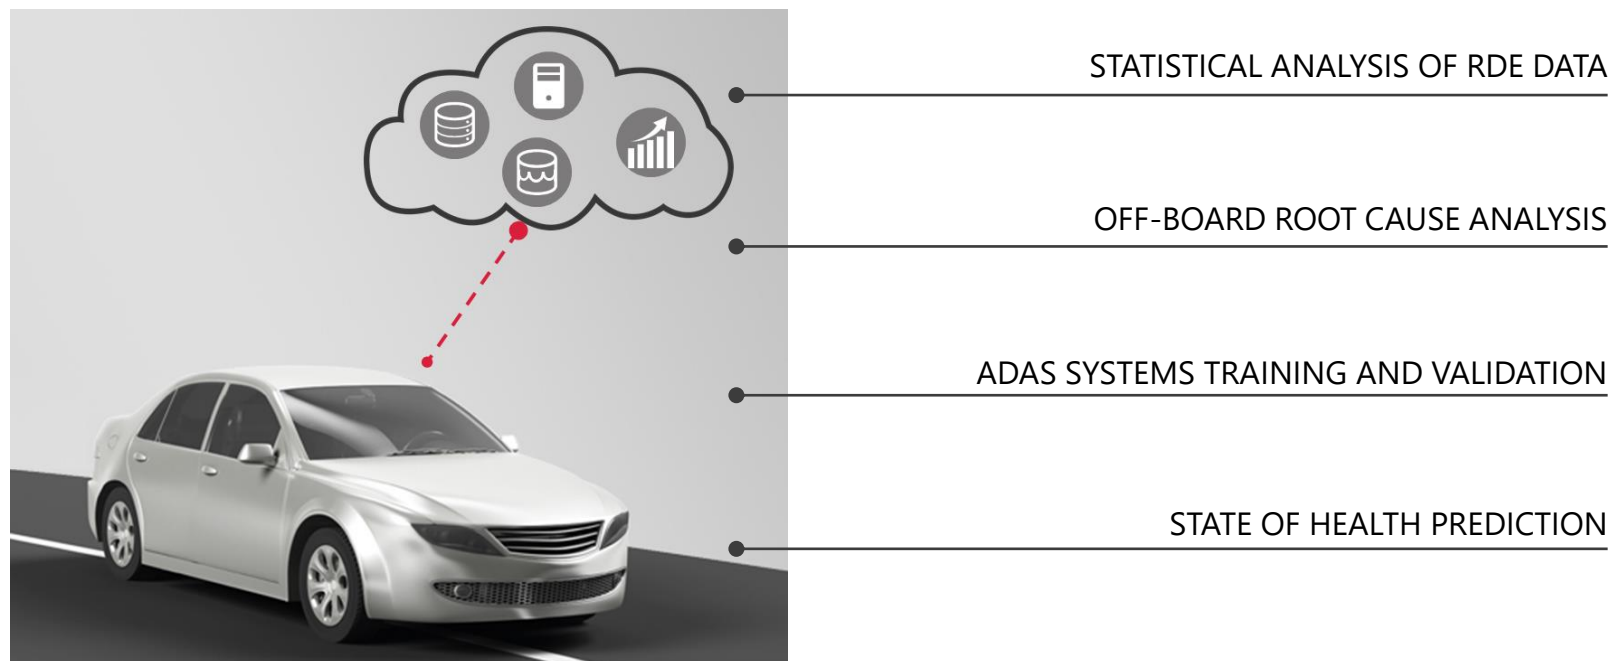 STATISTICAL ANALYSIS OF RDE DATA
OFF-BOARD ROOT CAUSE ANALYSIS
ADAS SYSTEMS TRAINING AND VALIDATION
STATE OF HEALTH PREDICTION